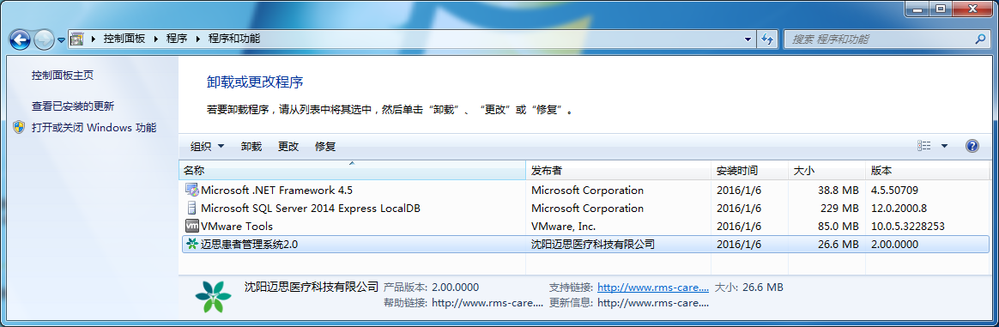 控制面板 程序 程序和功能 搜索 程序和功能
控制面板主页
查看已安装的更新
打开或关闭 Windows 功能
卸载或更改程序
若要卸载程序，请从列表中将其选中，然后单击“卸载”、“更改”或“修复”。
组织 卸载 更改 修复
名称 发布者 安装时间 大小 版本
Microsoft .NET Framework 4.5 Microsoft Corporation 2016/1/6 38.8 MB 4.5.50709
Microsoft SQL Server 2014 Express LocalDB Microsoft Corporation 2016/1/6 229 MB 12.0.2000.8
vm VMware Tools VMware, Inc. 2016/1/6 85.0 MB 10.0.5.3228253
迈思患者管理系统2.0 沈阳迈思医疗科技有限公司 2016/1/6 26.6 MB 2.00.0000
沈阳迈思医疗科技有限公司 产品版本: 2.00.0000 支持链接: http://www.rms-care.... 大小: 26.6 MB
帮助链接: http://www.rms-care.... 更新信息: http://www.rms-care....